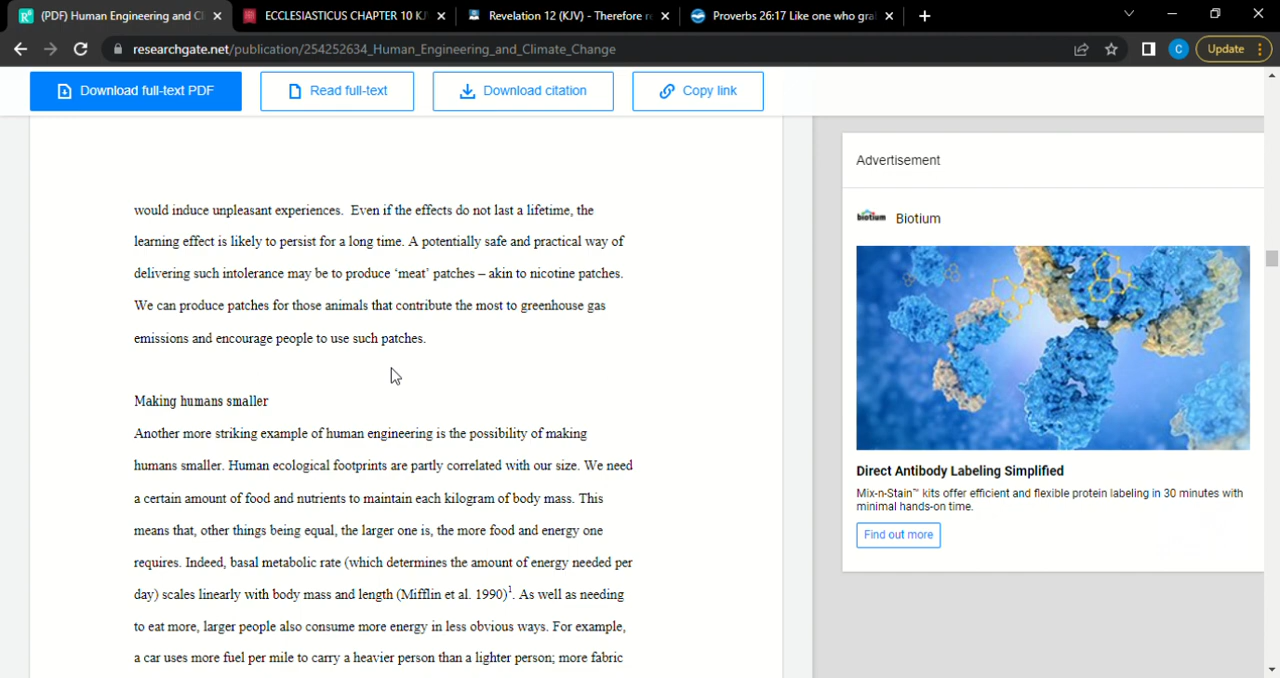 (PDF) Human Engineering and Cl
ECCLESIASTICUS CHAPTER 10 KJ
Revelation 12 (KJV) - Therefore re
Proverbs 26:17 Like one who gra
researchgate.net/publication/254252634_Human_Engineering_and_Climate_Change
C
Update
Download full-text PDF
Read full-text
Download citation
Copy link
would induce unpleasant experiences. Even if the effects do not last a lifetime, the
learning effect is likely to persist for a long time. A potentially safe and practical way of
delivering such intolerance may be to produce ‘meat’ patches – akin to nicotine patches.
We can produce patches for those animals that contribute the most to greenhouse gas
emissions and encourage people to use such patches.
Making humans smaller
Another more striking example of human engineering is the possibility of making
humans smaller. Human ecological footprints are partly correlated with our size. We need
a certain amount of food and nutrients to maintain each kilogram of body mass. This
means that, other things being equal, the larger one is, the more food and energy one
requires. Indeed, basal metabolic rate (which determines the amount of energy needed per
day) scales linearly with body mass and length (Mifflin et al. 1990)1. As well as needing
to eat more, larger people also consume more energy in less obvious ways. For example,
a car uses more fuel per mile to carry a heavier person than a lighter person; more fabric
Advertisement
biotium
Biotium
Direct Antibody Labeling Simplified
Mix-n-Stain™ kits offer efficient and flexible protein labeling in 30 minutes with
minimal hands-on time.
Find out more